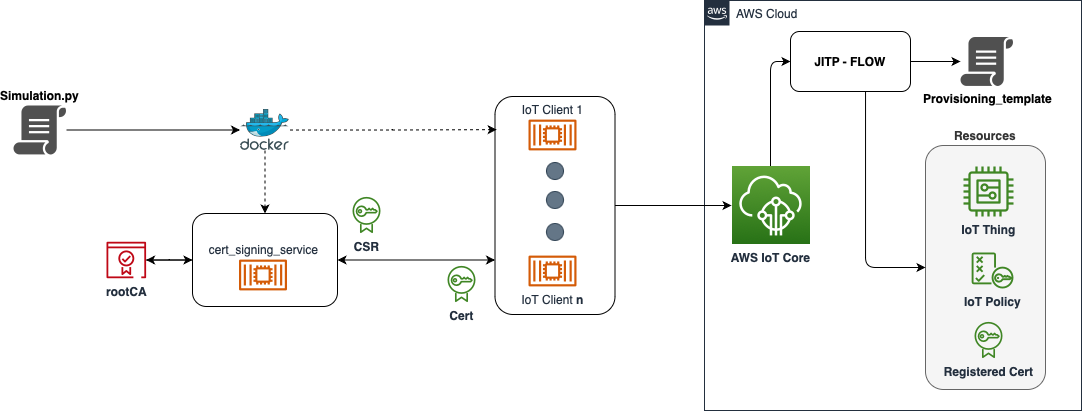 aws
AWS Cloud
JITP - FLOW
Provisioning_template
Simulation.py
docker
IoT Client 1
Resources
IoT Thing
cert_signing_service
CSR
rootCA
Cert
IoT Client n
AWS IoT Core
IoT Policy
Registered Cert